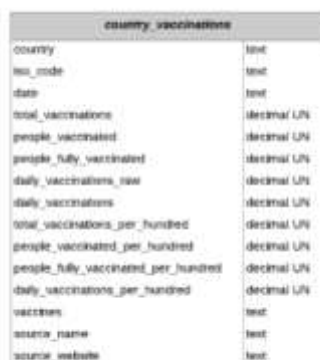 country_vaccinations
country text
iso_code text
date text
total_vaccinations decimal UN
people_vaccinated decimal UN
people_fully_vaccinated decimal UN
daily_vaccinations_raw decimal UN
daily_vaccinations decimal UN
total_vaccinations_per_hundred decimal UN
people_vaccinated_per_hundred decimal UN
people_fully_vaccinated_per_hundred decimal UN
daily_vaccinations_per_hundred decimal UN
vaccines text
source_name text
source_website text